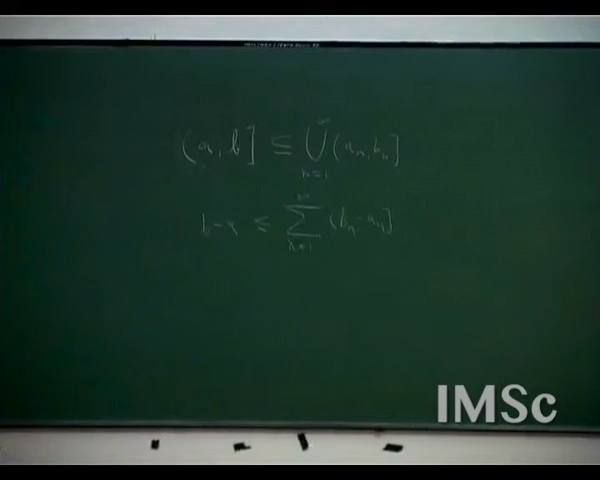 (a, b] ⊆ ⋃_{n=1}^{∞} (a_n, b_n]
b-a ≤ ∑_{n=1}^{∞} (b_n - a_n]
IMSc